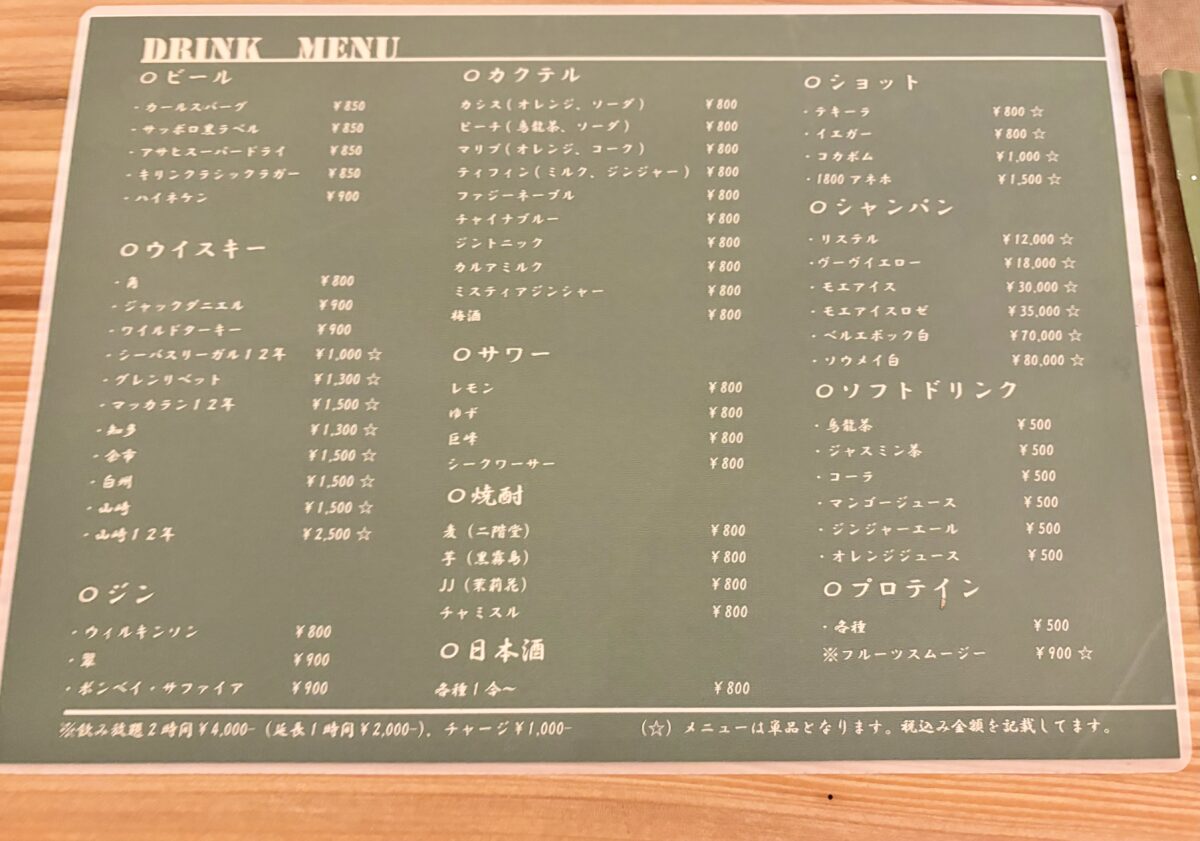 DRINK MENU
○ビール
・カールスバーグ ¥850
・サッポロ黒ラベル ¥850
・アサヒスーパードライ ¥850
・キリンクラシックラガー ¥850
・ハイネケン ¥900
○ウイスキー
・角 ¥800
・ジャックダニエル ¥900
・ワイルドターキー ¥900
・シーバスリーガル12年 ¥1,000 ☆
・グレンリベット ¥1,300 ☆
・マッカラン12年 ¥1,500 ☆
・知多 ¥1,300 ☆
・余市 ¥1,500 ☆
・白州 ¥1,500 ☆
・山崎 ¥1,500 ☆
・山崎12年 ¥2,500 ☆
○ジン
・ウィルキンソン ¥800
・翠 ¥900
・ボンベイ・サファイア ¥900
○カクテル
カシス(オレンジ、ソーダ) ¥800
ピーチ(烏龍茶、ソーダ) ¥800
マリブ(オレンジ、コーク) ¥800
ティフィン(ミルク、ジンジャー) ¥800
ファジーネーブル ¥800
チャイナブルー ¥800
ジントニック ¥800
カルアミルク ¥800
ミスティアジンジャー ¥800
梅酒 ¥800
○サワー
レモン ¥800
ゆず ¥800
巨峰 ¥800
シークワーサー ¥800
○焼酎
麦(二階堂) ¥800
芋(黒霧島) ¥800
JJ(茉莉花) ¥800
チャミスル ¥800
○日本酒
各種1合〜 ¥800
○ショット
・テキーラ ¥800 ☆
・イエガー ¥800 ☆
・コカボム ¥1,000 ☆
・1800 アネホ ¥1,500 ☆
○シャンパン
・リステル ¥12,000 ☆
・ヴーヴイエロー ¥18,000 ☆
・モエアイス ¥30,000 ☆
・モエアイスロゼ ¥35,000 ☆
・ベルエポック白 ¥70,000 ☆
・ソウメイ白 ¥80,000 ☆
○ソフトドリンク
・烏龍茶 ¥500
・ジャスミン茶 ¥500
・コーラ ¥500
・マンゴージュース ¥500
・ジンジャーエール ¥500
・オレンジジュース ¥500
○プロテイン
・各種 ¥500
※フルーツスムージー ¥900 ☆
※飲み放題2時間¥4,000-(延長1時間¥2,000-)、チャージ¥1,000- (☆)メニューは単品となります。税込み金額を記載してます。